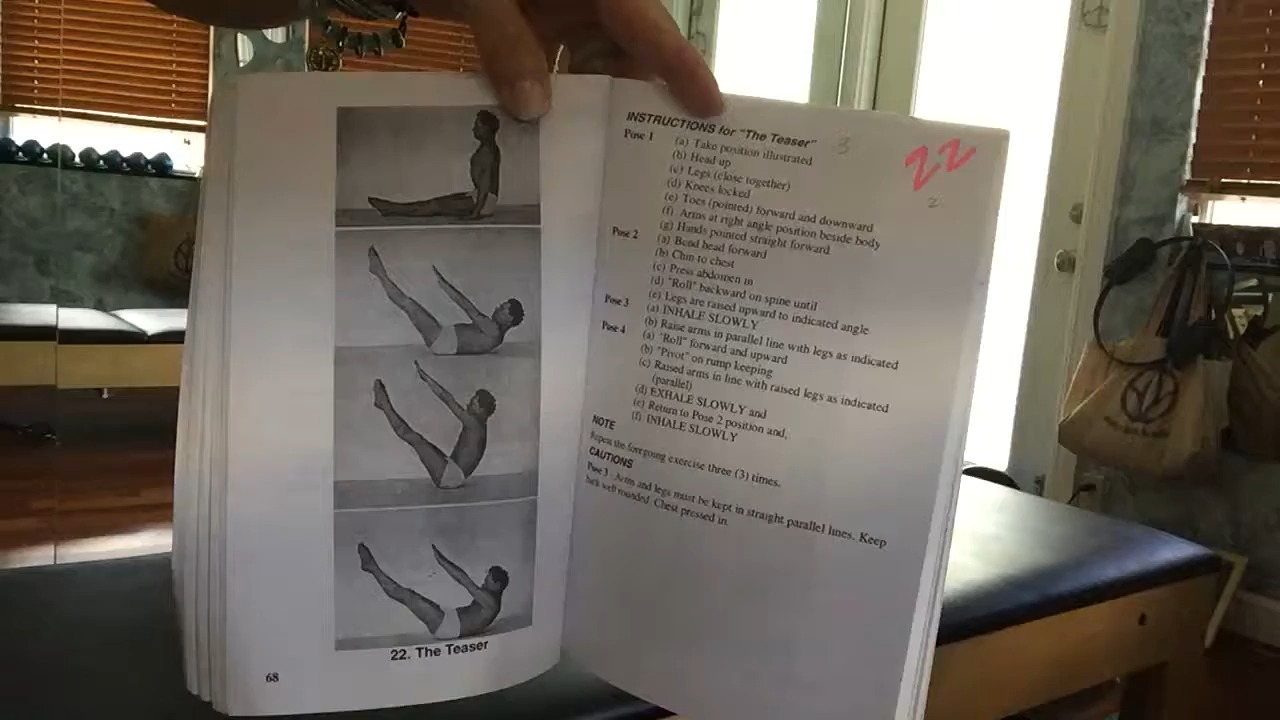 22. The Teaser
68
INSTRUCTIONS for "The Teaser"
3
22
2
Pose 1 (a) Take position illustrated
(b) Head up
(c) Legs (close together)
(d) Knees locked
(e) Toes (pointed) forward and downward
(f) Arms at right angle position beside body
(g) Hands pointed straight forward
Pose 2 (a) Bend head forward
(b) Chin to chest
(c) Press abdomen in
(d) "Roll" backward on spine until
(e) Legs are raised upward to indicated angle
Pose 3 (a) INHALE SLOWLY
(b) Raise arms in parallel line with legs as indicated
Pose 4 (a) "Roll" forward and upward
(b) "Pivot" on rump keeping
(c) Raised arms in line with raised legs as indicated
(parallel)
(d) EXHALE SLOWLY and
(e) Return to Pose 2 position and,
(f) INHALE SLOWLY
NOTE
Repeat the foregoing exercise three (3) times.
CAUTIONS
Pose 3 Arms and legs must be kept in straight parallel lines. Keep
back well rounded. Chest pressed in.